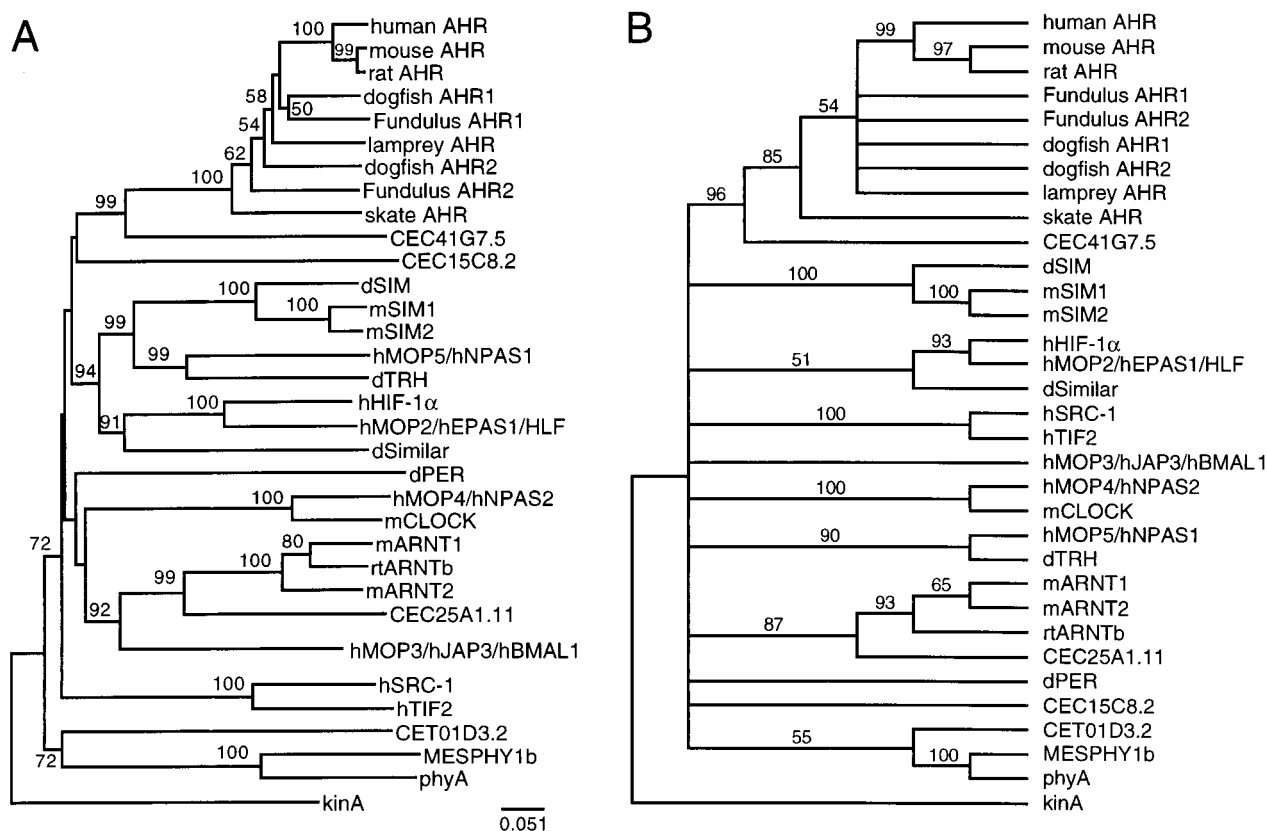 A
100
human AHR
99
mouse AHR
rat AHR
58
dogfish AHR1
50
Fundulus AHR1
54
lamprey AHR
62
dogfish AHR2
100
Fundulus AHR2
99
skate AHR
CEC41G7.5
CEC15C8.2
100
dSIM
100
mSIM1
mSIM2
99
99
hMOP5/hNPAS1
dTRH
94
100
hHIF-1α
91
hMOP2/hEPAS1/HLF
dSimilar
dPER
100
hMOP4/hNPAS2
mCLOCK
80
mARNT1
100
rtARNTb
99
mARNT2
92
CEC25A1.11
hMOP3/hJAP3/hBMAL1
72
100
hSRC-1
hTIF2
72
CET01D3.2
100
MESPHY1b
phyA
kinA
0.051
B
99
human AHR
97
mouse AHR
rat AHR
54
Fundulus AHR1
Fundulus AHR2
85
dogfish AHR1
dogfish AHR2
96
lamprey AHR
skate AHR
CEC41G7.5
100
dSIM
100
mSIM1
mSIM2
51
93
hHIF-1α
hMOP2/hEPAS1/HLF
dSimilar
100
hSRC-1
hTIF2
hMOP3/hJAP3/hBMAL1
100
hMOP4/hNPAS2
mCLOCK
90
hMOP5/hNPAS1
dTRH
87
93
65
mARNT1
mARNT2
rtARNTb
CEC25A1.11
dPER
CEC15C8.2
55
CET01D3.2
100
MESPHY1b
phyA
kinA